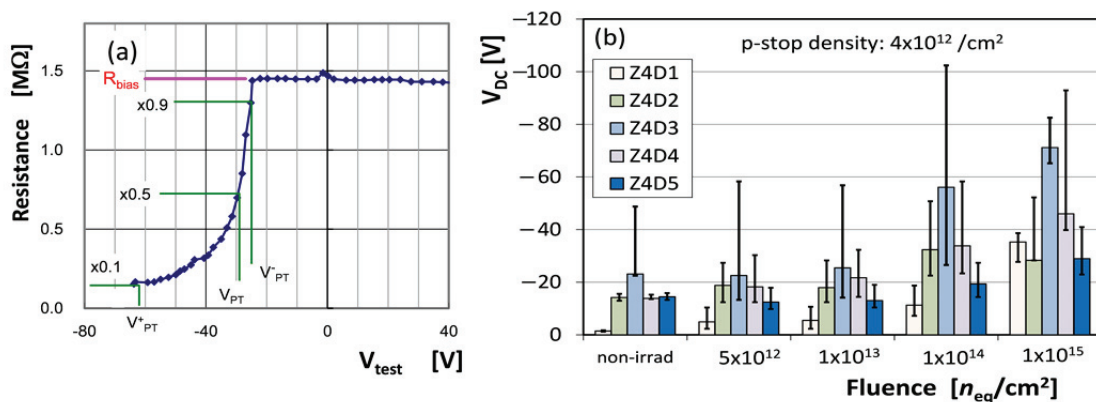 (a)
Resistance [MΩ]
1.5
1.0
0.5
0.0
R_bias
x0.9
x0.5
x0.1
V⁺_PT
V_PT
V⁻_PT
-80
-40
0
40
V_test [V]
(b)
p-stop density: 4x10¹² /cm²
V_DC [V]
−120
−100
−80
−60
−40
−20
0
Z4D1
Z4D2
Z4D3
Z4D4
Z4D5
non-irrad
5x10¹²
1x10¹³
1x10¹⁴
1x10¹⁵
Fluence [n_eq/cm²]